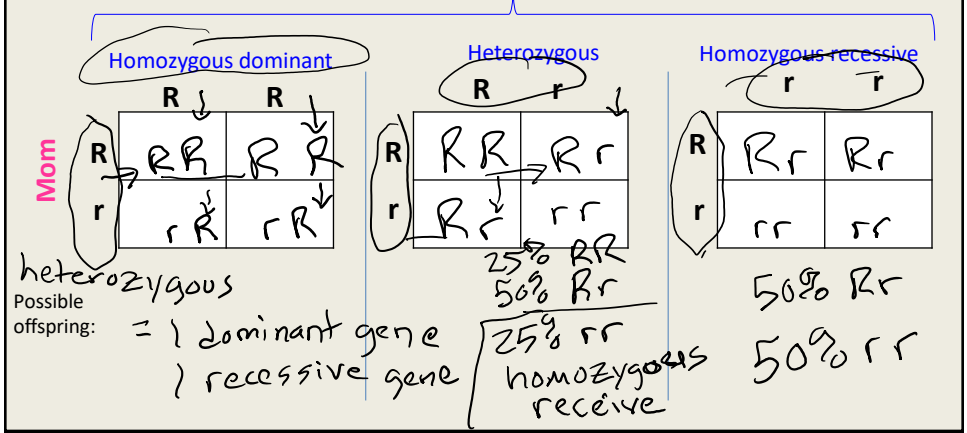 Homozygous dominant
Heterozygous
Homozygous recessive
R R
R r
r r
Mom
R RR RR
r rR rR
R RR Rr
r Rr rr
R Rr Rr
r rr rr
heterozygous
Possible
offspring:
= 1 dominant gene
1 recessive gene
25% RR
50% Rr
25% rr
homozygous
receive
50% Rr
50% rr